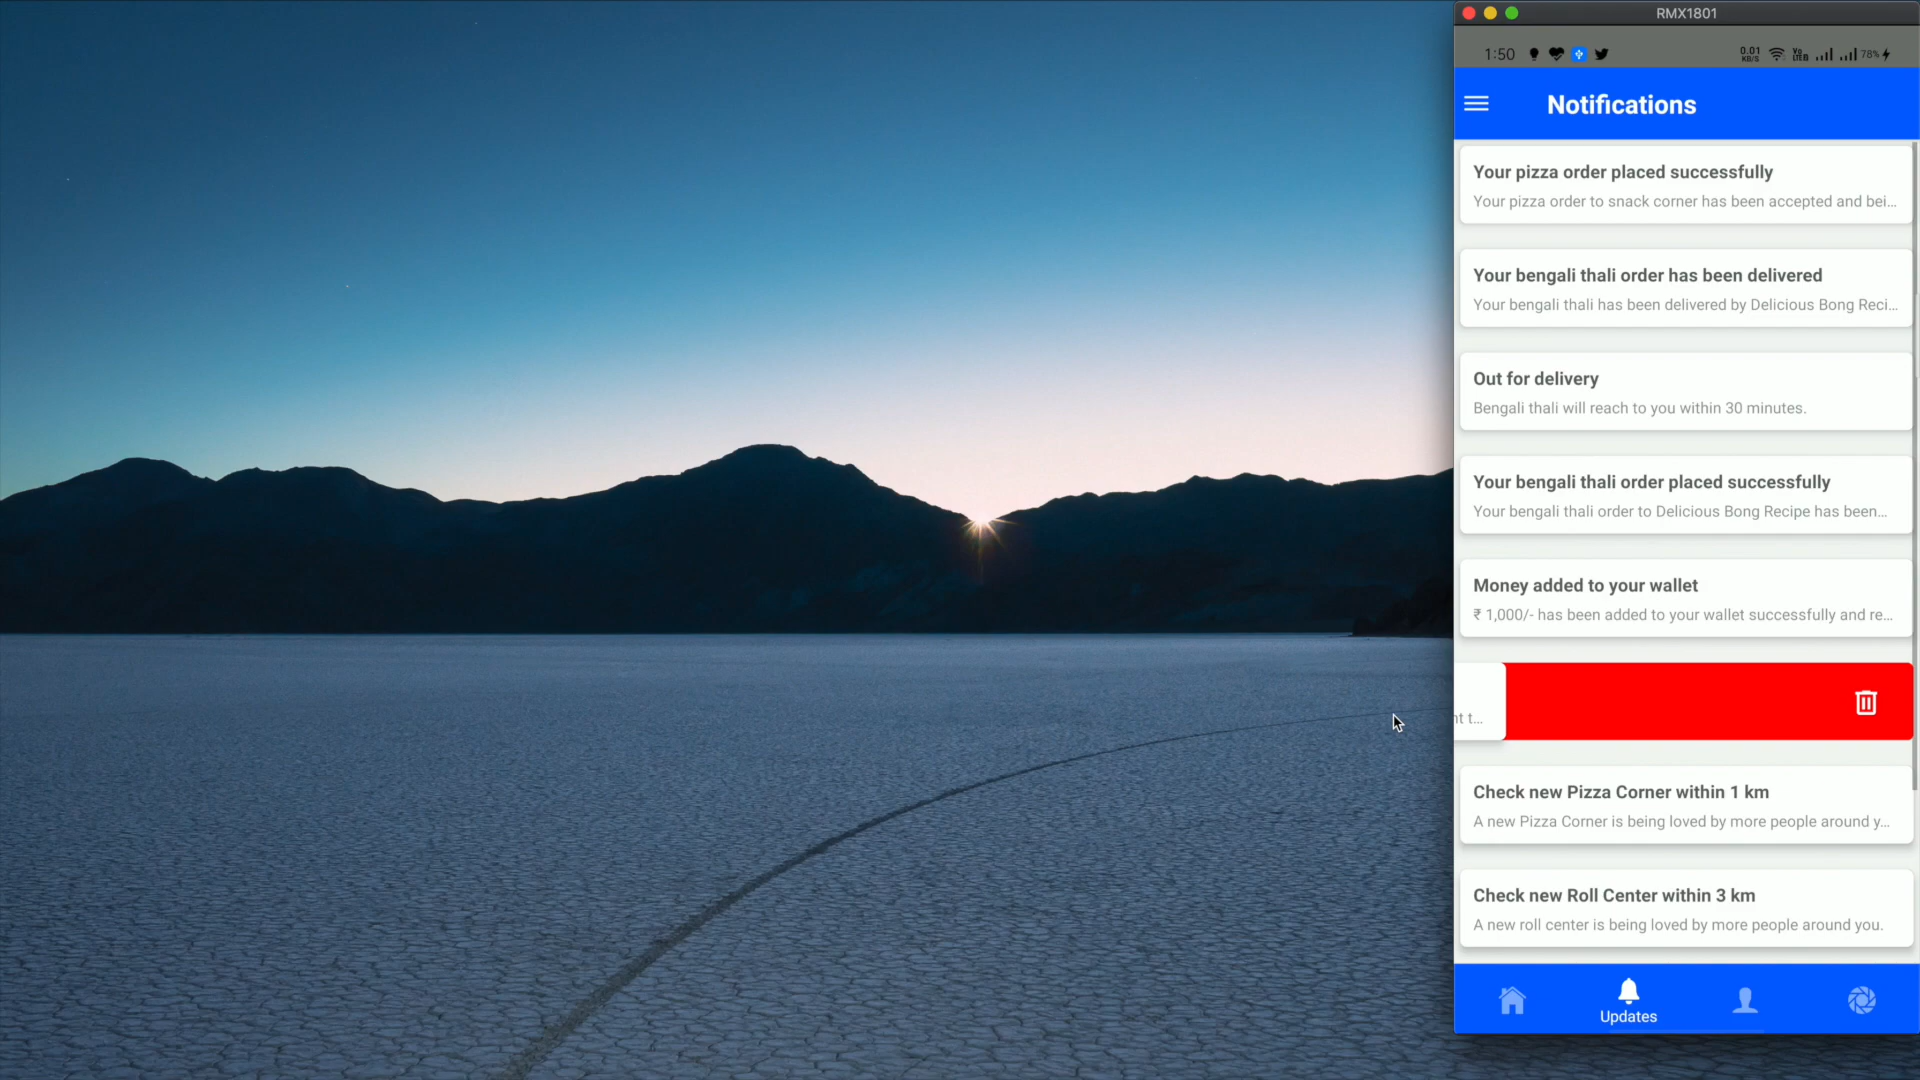 RMX1801
1:50
0.01
KB/S
78%
Notifications
Your pizza order placed successfully
Your pizza order to snack corner has been accepted and bei...
Your bengali thali order has been delivered
Your bengali thali has been delivered by Delicious Bong Reci...
Out for delivery
Bengali thali will reach to you within 30 minutes.
Your bengali thali order placed successfully
Your bengali thali order to Delicious Bong Recipe has been...
Money added to your wallet
₹ 1,000/- has been added to your wallet successfully and re...
t...
Check new Pizza Corner within 1 km
A new Pizza Corner is being loved by more people around y...
Check new Roll Center within 3 km
A new roll center is being loved by more people around you.
Updates